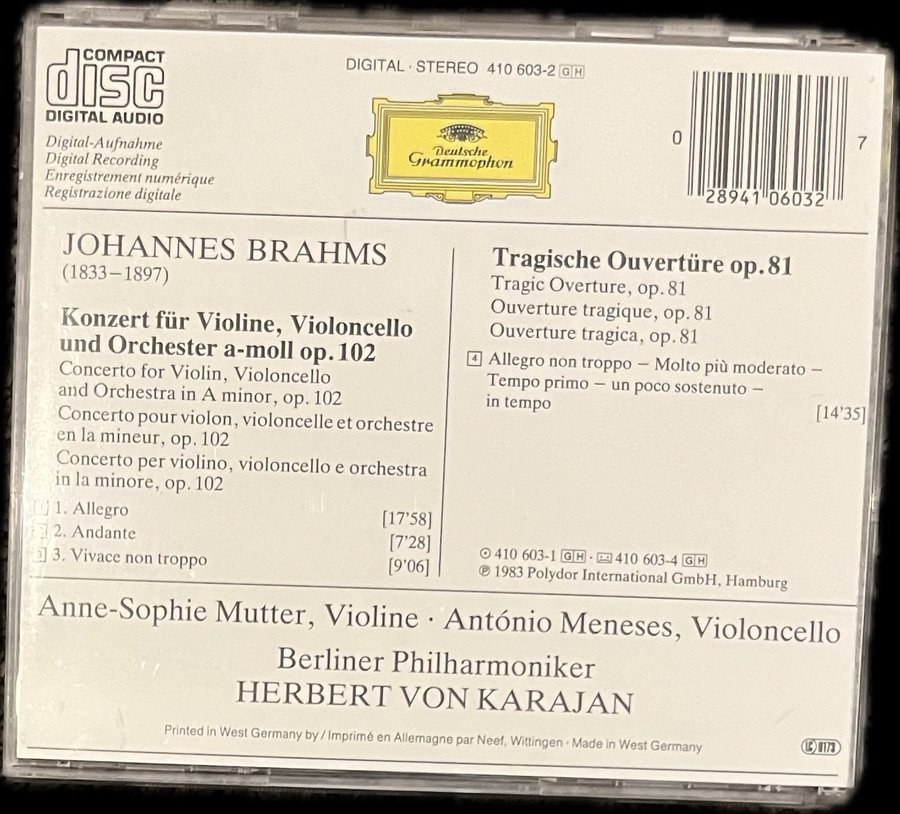 COMPACT
disc
DIGITAL AUDIO
Digital-Aufnahme
Digital Recording
Enregistrement numérique
Registrazione digitale
DIGITAL · STEREO 410 603-2 GH
Deutsche
Grammophon
0 28941 06032 7
JOHANNES BRAHMS
(1833–1897)
Konzert für Violine, Violoncello
und Orchester a-moll op. 102
Concerto for Violin, Violoncello
and Orchestra in A minor, op. 102
Concerto pour violon, violoncelle et orchestre
en la mineur, op. 102
Concerto per violino, violoncello e orchestra
in la minore, op. 102
1. Allegro [17'58]
2. Andante [7'28]
3 3. Vivace non troppo [9'06]
Tragische Ouvertüre op. 81
Tragic Overture, op. 81
Ouverture tragique, op. 81
Ouverture tragica, op. 81
4 Allegro non troppo – Molto più moderato –
Tempo primo – un poco sostenuto –
in tempo [14'35]
410 603-1 GH · 410 603-4 GH
℗ 1983 Polydor International GmbH, Hamburg
Anne-Sophie Mutter, Violine · António Meneses, Violoncello
Berliner Philharmoniker
HERBERT VON KARAJAN
Printed in West Germany by / Imprimé en Allemagne par Neef, Wittingen · Made in West Germany
LC 0173